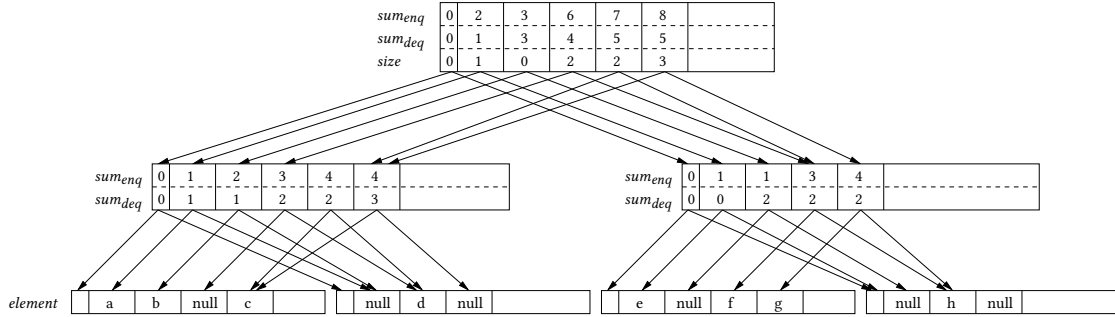 sum_enq 0 2 3 6 7 8
sum_deq 0 1 3 4 5 5
size 0 1 0 2 2 3
sum_enq 0 1 2 3 4 4
sum_deq 0 1 1 2 2 3
sum_enq 0 1 1 3 4
sum_deq 0 0 2 2 2
element a b null c null d null e null f g null h null